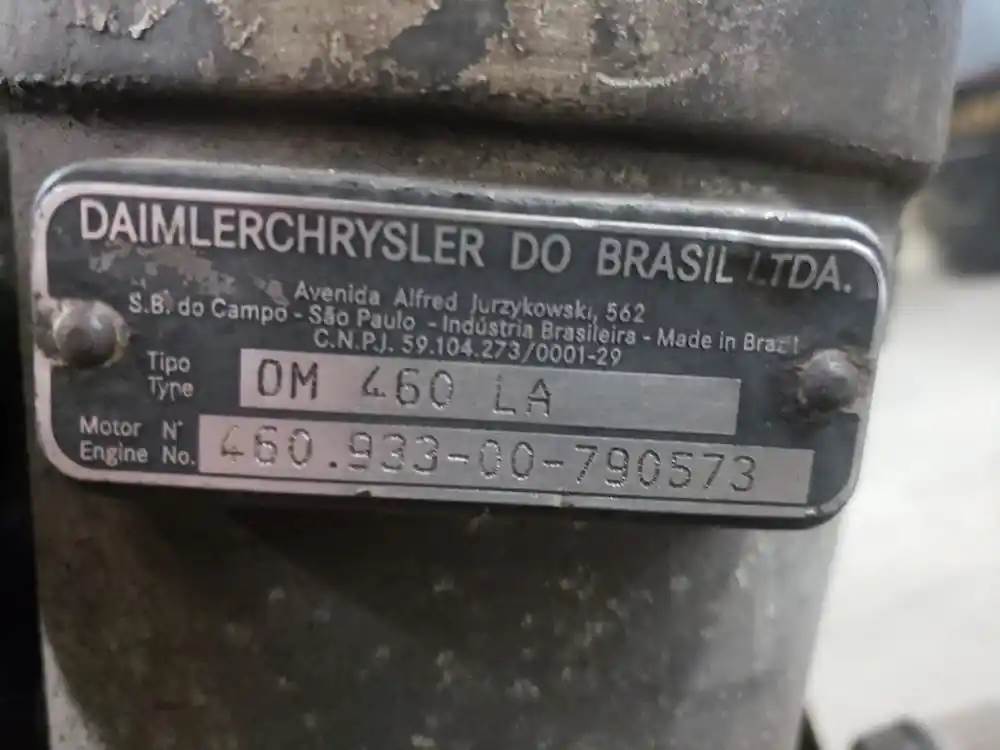 DAIMLERCHRYSLER DO BRASIL LTDA.
Avenida Alfred Jurzykowski, 562
S.B. do Campo - São Paulo - Indústria Brasileira - Made in Brazil
C.N.P.J. 59.104.273/0001-29
Tipo
Type
OM 460 LA
Motor N°
Engine No.
460.933-00-790573